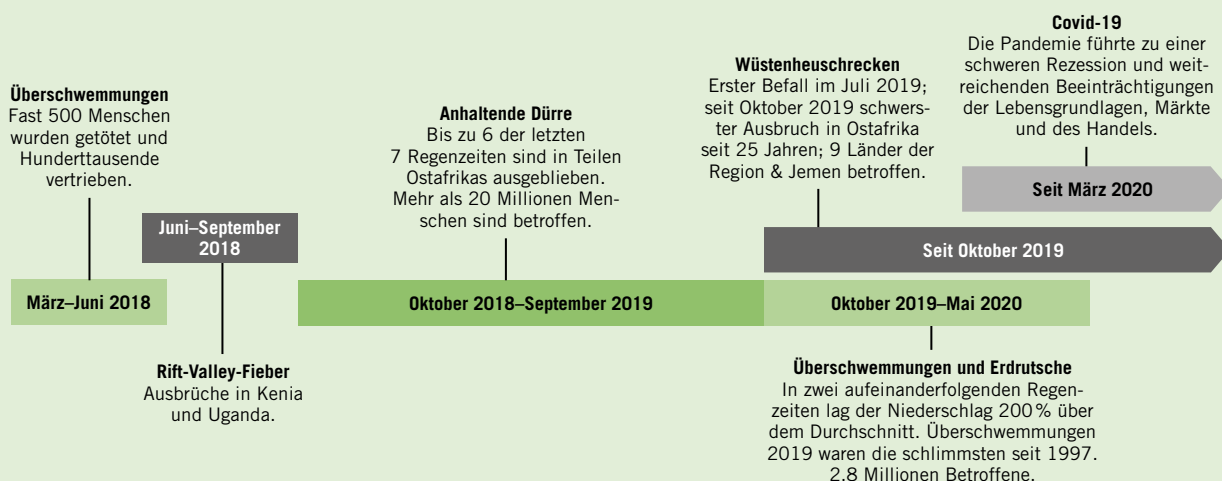 Überschwemmungen
Fast 500 Menschen
wurden getötet und
Hunderttausende
vertrieben.
März–Juni 2018
Juni–September
2018
Rift-Valley-Fieber
Ausbrüche in Kenia
und Uganda.
Anhaltende Dürre
Bis zu 6 der letzten
7 Regenzeiten sind in Teilen
Ostafrikas ausgeblieben.
Mehr als 20 Millionen Men-
schen sind betroffen.
Oktober 2018–September 2019
Wüstenheuschrecken
Erster Befall im Juli 2019;
seit Oktober 2019 schwers-
ter Ausbruch in Ostafrika
seit 25 Jahren; 9 Länder der
Region & Jemen betroffen.
Seit Oktober 2019
Covid-19
Die Pandemie führte zu einer
schweren Rezession und weit-
reichenden Beeinträchtigungen
der Lebensgrundlagen, Märkte
und des Handels.
Seit März 2020
Oktober 2019–Mai 2020
Überschwemmungen und Erdrutsche
In zwei aufeinanderfolgenden Regen-
zeiten lag der Niederschlag 200 % über
dem Durchschnitt. Überschwemmungen
2019 waren die schlimmsten seit 1997.
2,8 Millionen Betroffene.